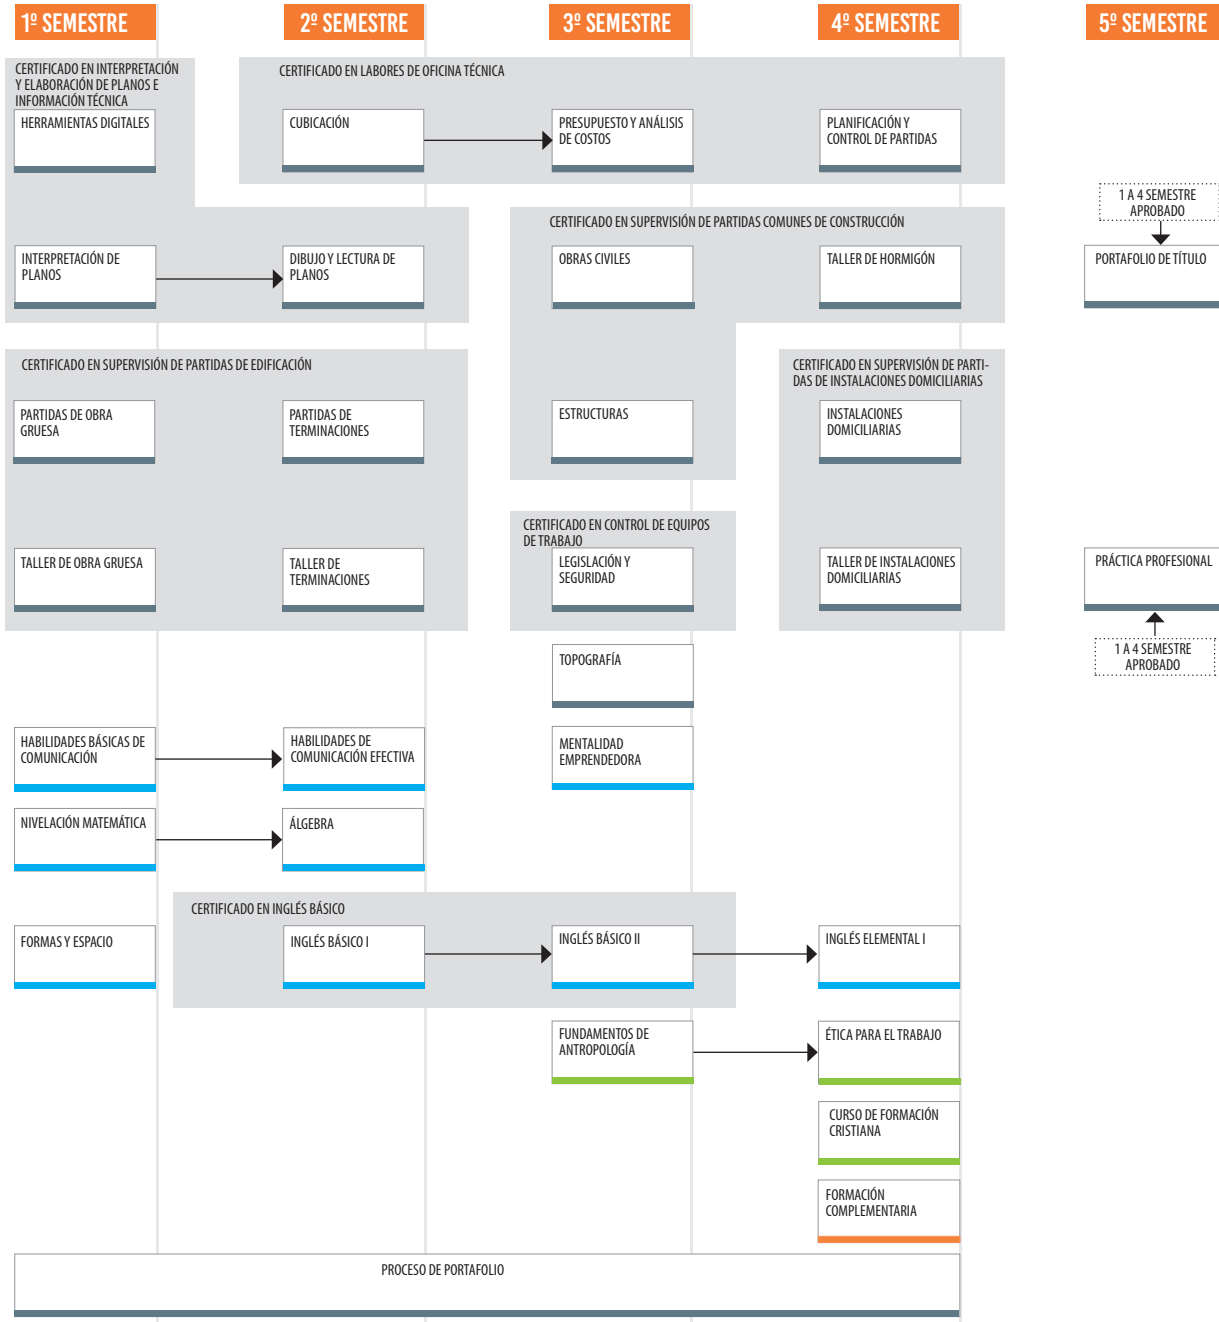 1º SEMESTRE
2º SEMESTRE
3º SEMESTRE
4º SEMESTRE
5º SEMESTRE
CERTIFICADO EN INTERPRETACIÓN
Y ELABORACIÓN DE PLANOS E
INFORMACIÓN TÉCNICA
CERTIFICADO EN LABORES DE OFICINA TÉCNICA
HERRAMIENTAS DIGITALES
CUBICACIÓN
PRESUPUESTO Y ANÁLISIS
DE COSTOS
PLANIFICACIÓN Y
CONTROL DE PARTIDAS
1 A 4 SEMESTRE
APROBADO
CERTIFICADO EN SUPERVISIÓN DE PARTIDAS COMUNES DE CONSTRUCCIÓN
INTERPRETACIÓN DE
PLANOS
DIBUJO Y LECTURA DE
PLANOS
OBRAS CIVILES
TALLER DE HORMIGÓN
PORTAFOLIO DE TÍTULO
CERTIFICADO EN SUPERVISIÓN DE PARTIDAS DE EDIFICACIÓN
CERTIFICADO EN SUPERVISIÓN DE PARTI-
DAS DE INSTALACIONES DOMICILIARIAS
PARTIDAS DE OBRA
GRUESA
PARTIDAS DE
TERMINACIONES
ESTRUCTURAS
INSTALACIONES
DOMICILIARIAS
CERTIFICADO EN CONTROL DE EQUIPOS
DE TRABAJO
TALLER DE OBRA GRUESA
TALLER DE
TERMINACIONES
LEGISLACIÓN Y
SEGURIDAD
TALLER DE INSTALACIONES
DOMICILIARIAS
PRÁCTICA PROFESIONAL
1 A 4 SEMESTRE
APROBADO
TOPOGRAFÍA
HABILIDADES BÁSICAS DE
COMUNICACIÓN
HABILIDADES DE
COMUNICACIÓN EFECTIVA
MENTALIDAD
EMPRENDEDORA
NIVELACIÓN MATEMÁTICA
ÁLGEBRA
CERTIFICADO EN INGLÉS BÁSICO
FORMAS Y ESPACIO
INGLÉS BÁSICO I
INGLÉS BÁSICO II
INGLÉS ELEMENTAL I
FUNDAMENTOS DE
ANTROPOLOGÍA
ÉTICA PARA EL TRABAJO
CURSO DE FORMACIÓN
CRISTIANA
FORMACIÓN
COMPLEMENTARIA
PROCESO DE PORTAFOLIO